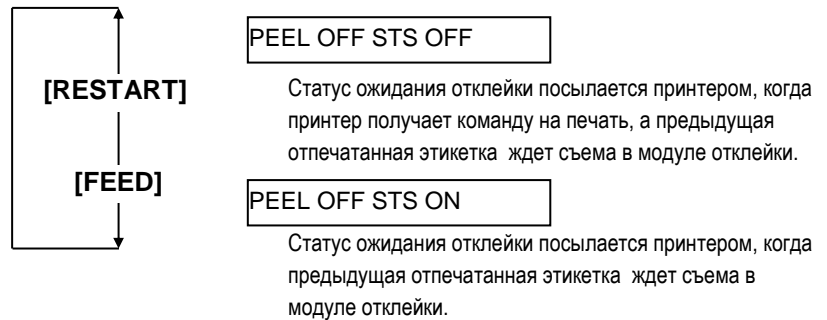 PEEL OFF STS OFF
[RESTART]
Статус ожидания отклейки посылается принтером, когда
принтер получает команду на печать, а предыдущая
отпечатанная этикетка ждет съема в модуле отклейки.
[FEED]
PEEL OFF STS ON
Статус ожидания отклейки посылается принтером, когда
предыдущая отпечатанная этикетка ждет съема в
модуле отклейки.